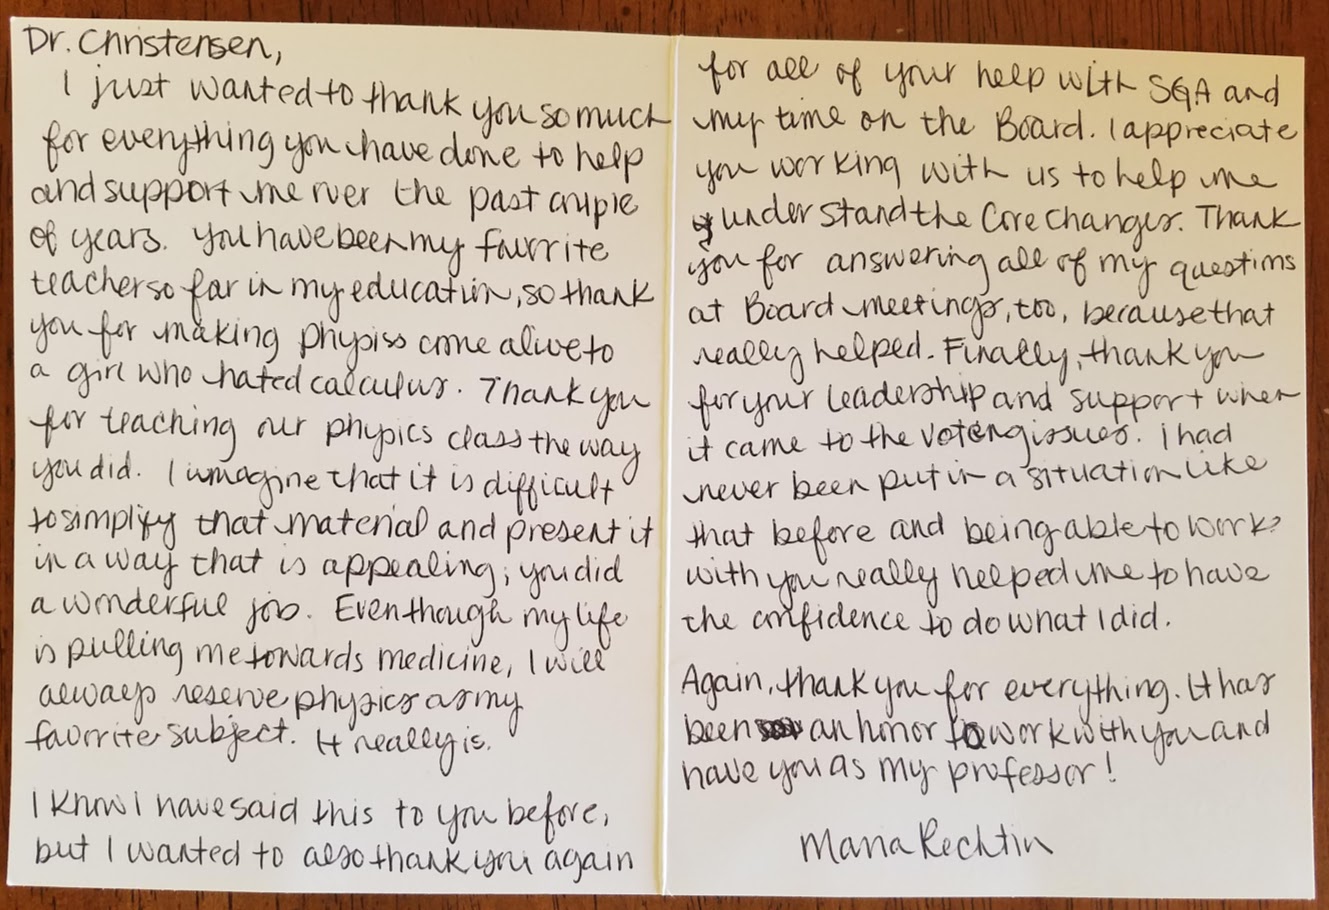 Dr. Christensen,
I just wanted to thank you so much
for everything you have done to help
and support me over the past couple
of years. You have been my favorite
teacher so far in my education, so thank
you for making physiss come alive to
a girl who hated calculus. Thank you
for teaching our physics class the way
you did. I imagine that it is difficult
to simplify that material and present it
in a way that is appealing; you did
a wonderful job. Even though my life
is pulling me towards medicine, I will
always reserve physics as my
favorite subject. It really is.
I know I have said this to you before,
but I wanted to also thank you again
for all of your help with SGA and
my time on the Board. I appreciate
you working with us to help me
understand the Core changes. Thank
you for answering all of my questions
at Board meetings, too, because that
really helped. Finally, thank you
for your leadership and support when
it came to the voting issues. I had
never been put in a situation like
that before and being able to work
with you really helped me to have
the confidence to do what I did.
Again, thank you for everything. It has
been an honor to work with you and
have you as my professor!
Maria Rechtin